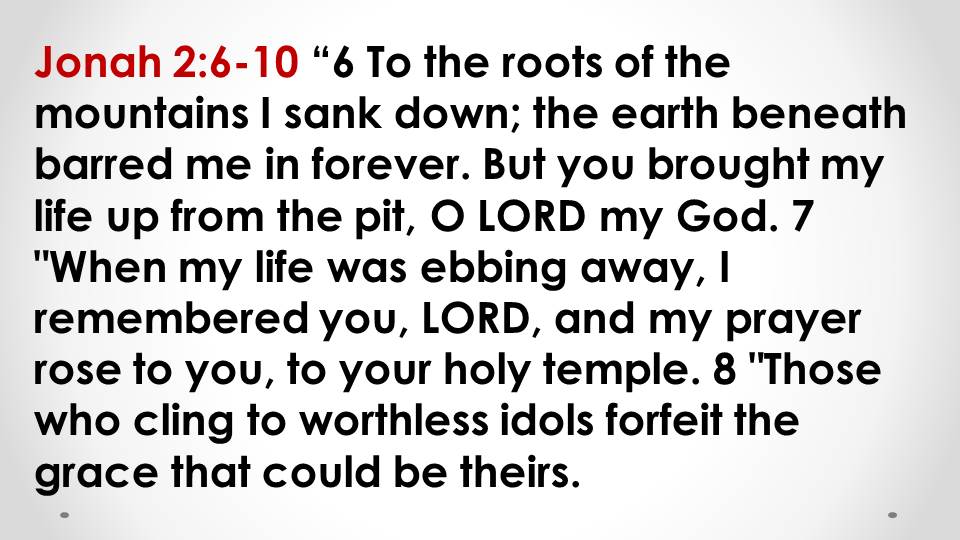 Jonah 2:6-10 “6 To the roots of the
mountains I sank down; the earth beneath
barred me in forever. But you brought my
life up from the pit, O LORD my God. 7
"When my life was ebbing away, I
remembered you, LORD, and my prayer
rose to you, to your holy temple. 8 "Those
who cling to worthless idols forfeit the
grace that could be theirs.